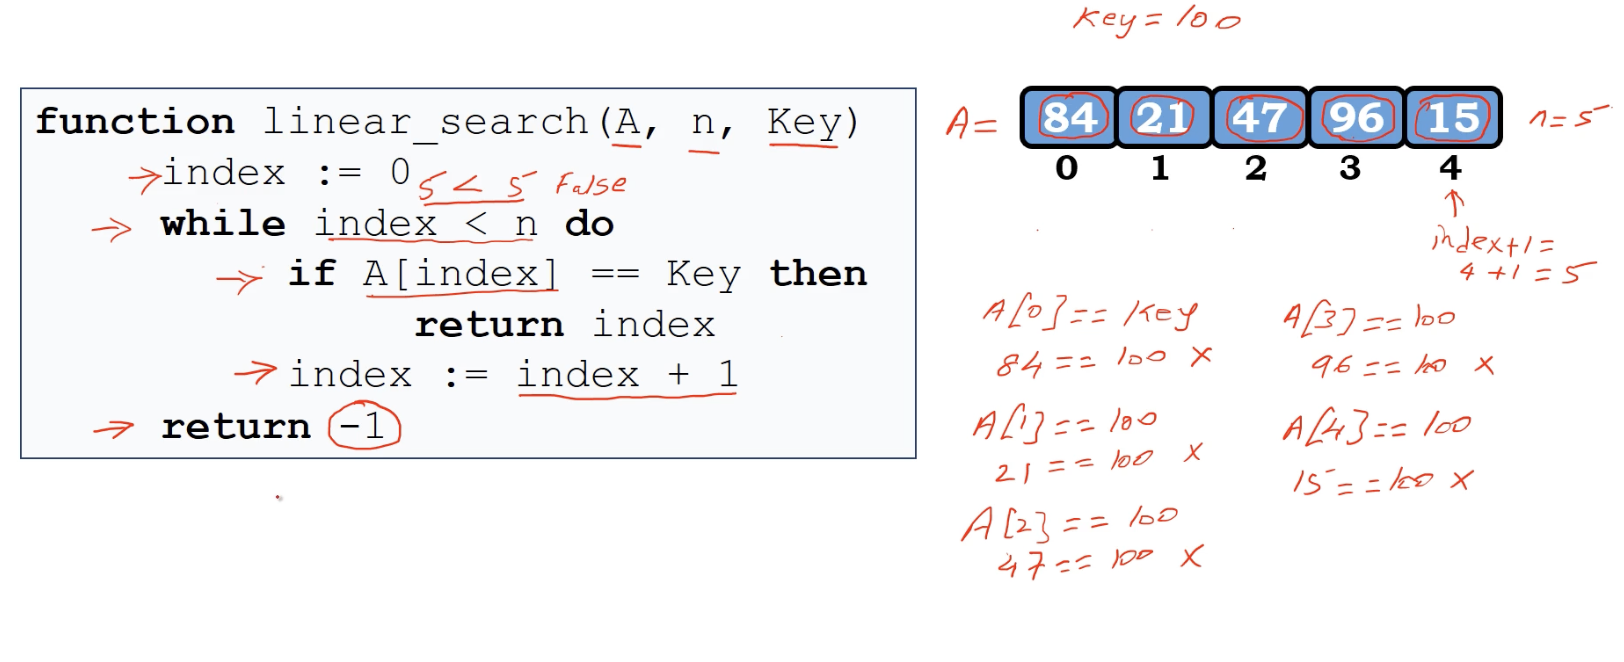 Key = 100
function linear_search(A, n, Key)
index := 0
5 < 5 False
while index < n do
if A[index] == Key then
return index
index := index + 1
return -1
A = 84 21 47 96 15 n = 5
0 1 2 3 4
index+1 =
4 +1 = 5
A[0] == Key
84 == 100 x
A[1] == 100
21 == 100 x
A[2] == 100
47 == 100 x
A[3] == 100
96 == 100 x
A[4] == 100
15 == 100 x